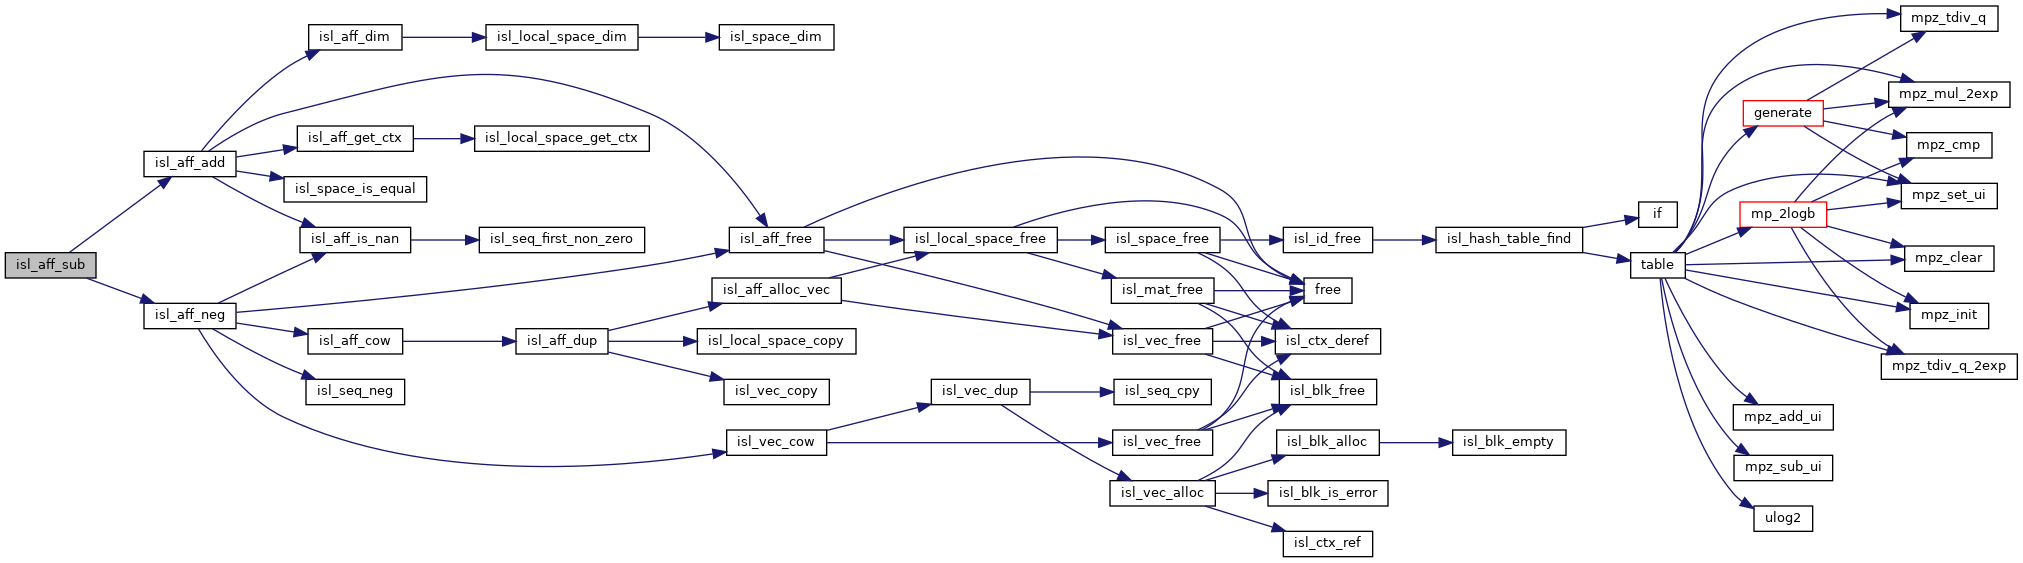 isl_aff_sub
isl_aff_add
isl_aff_neg
isl_aff_dim
isl_aff_get_ctx
isl_space_is_equal
isl_aff_is_nan
isl_aff_cow
isl_seq_neg
isl_local_space_dim
isl_local_space_get_ctx
isl_seq_first_non_zero
isl_aff_dup
isl_space_dim
isl_aff_free
isl_aff_alloc_vec
isl_local_space_copy
isl_vec_copy
isl_vec_cow
isl_local_space_free
isl_vec_dup
isl_space_free
isl_mat_free
isl_vec_free
isl_seq_cpy
isl_vec_free
isl_vec_alloc
isl_id_free
free
isl_ctx_deref
isl_blk_free
isl_blk_alloc
isl_blk_is_error
isl_ctx_ref
isl_hash_table_find
isl_blk_empty
if
table
generate
mp_2logb
mpz_add_ui
mpz_sub_ui
ulog2
mpz_tdiv_q
mpz_mul_2exp
mpz_cmp
mpz_set_ui
mpz_clear
mpz_init
mpz_tdiv_q_2exp